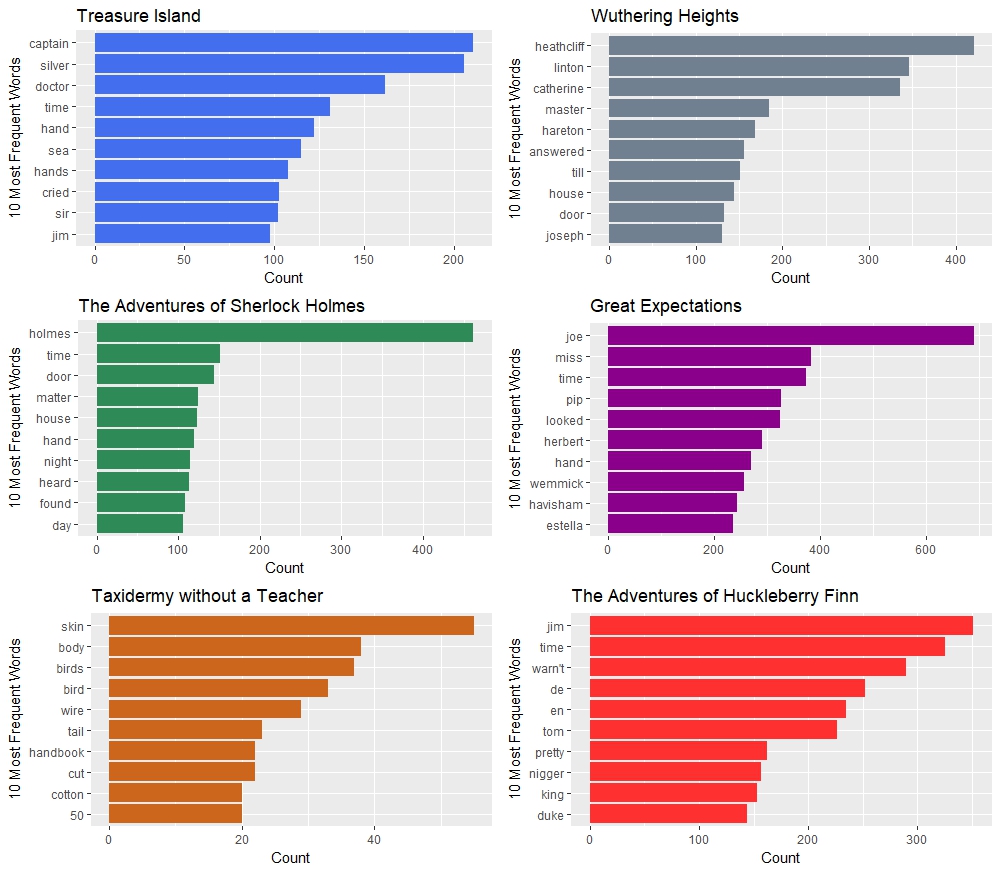 Treasure Island
10 Most Frequent Words
captain
silver
doctor
time
hand
sea
hands
cried
sir
jim
0 50 100 150 200
Count
Wuthering Heights
10 Most Frequent Words
heathcliff
linton
catherine
master
hareton
answered
till
house
door
joseph
0 100 200 300 400
Count
The Adventures of Sherlock Holmes
10 Most Frequent Words
holmes
time
door
matter
house
hand
night
heard
found
day
0 100 200 300 400
Count
Great Expectations
10 Most Frequent Words
joe
miss
time
pip
looked
herbert
hand
wemmick
havisham
estella
0 200 400 600
Count
Taxidermy without a Teacher
10 Most Frequent Words
skin
body
birds
bird
wire
tail
handbook
cut
cotton
50
0 20 40
Count
The Adventures of Huckleberry Finn
10 Most Frequent Words
jim
time
warn't
de
en
tom
pretty
nigger
king
duke
0 100 200 300
Count